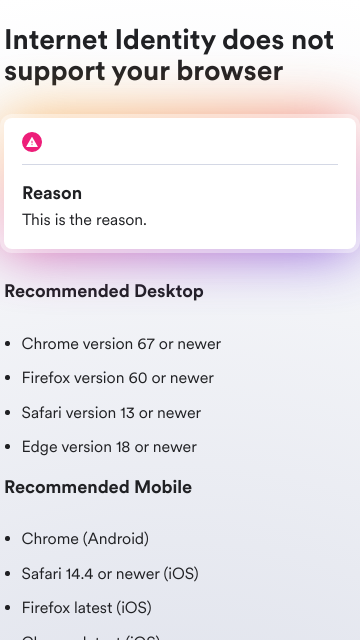 Internet Identity does not
support your browser
Reason
This is the reason.
Recommended Desktop
Chrome version 67 or newer
Firefox version 60 or newer
Safari version 13 or newer
Edge version 18 or newer
Recommended Mobile
Chrome (Android)
Safari 14.4 or newer (iOS)
Firefox latest (iOS)